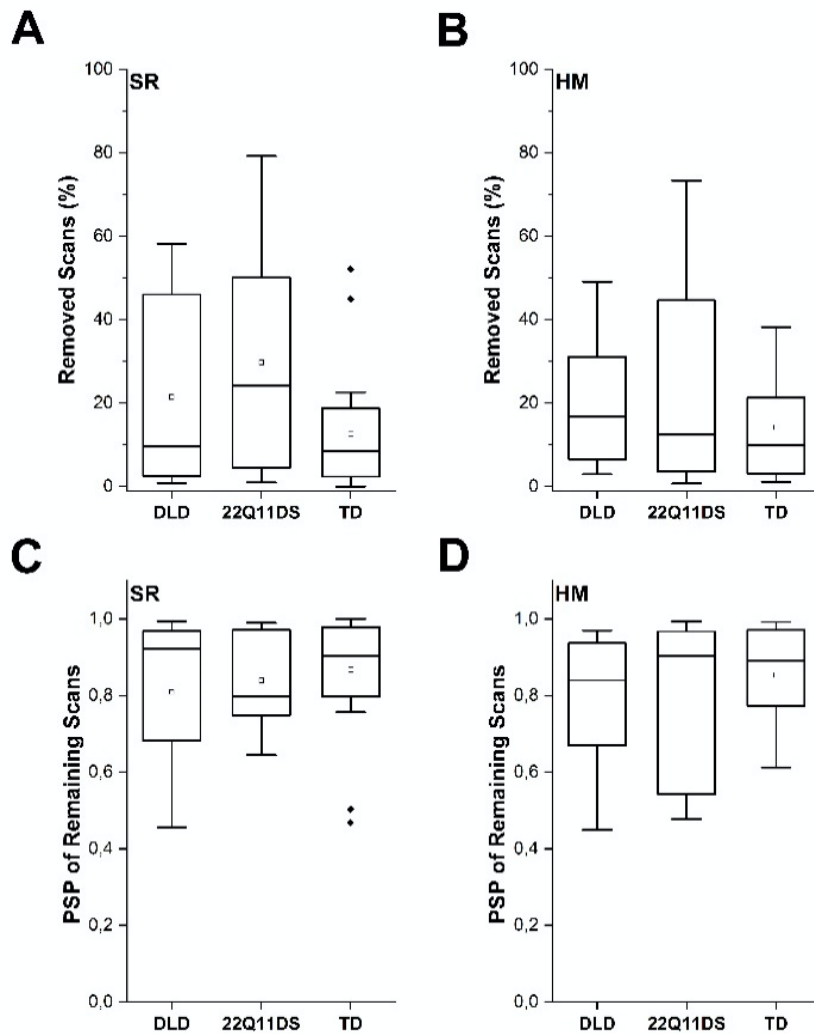 A
SR
Removed Scans (%)
100
80
60
40
20
0
DLD 22Q11DS TD
B
HM
Removed Scans (%)
100
80
60
40
20
0
DLD 22Q11DS TD
C
SR
PSP of Remaining Scans
1,0
0,8
0,6
0,4
0,2
0,0
DLD 22Q11DS TD
D
HM
PSP of Remaining Scans
1,0
0,8
0,6
0,4
0,2
0,0
DLD 22Q11DS TD